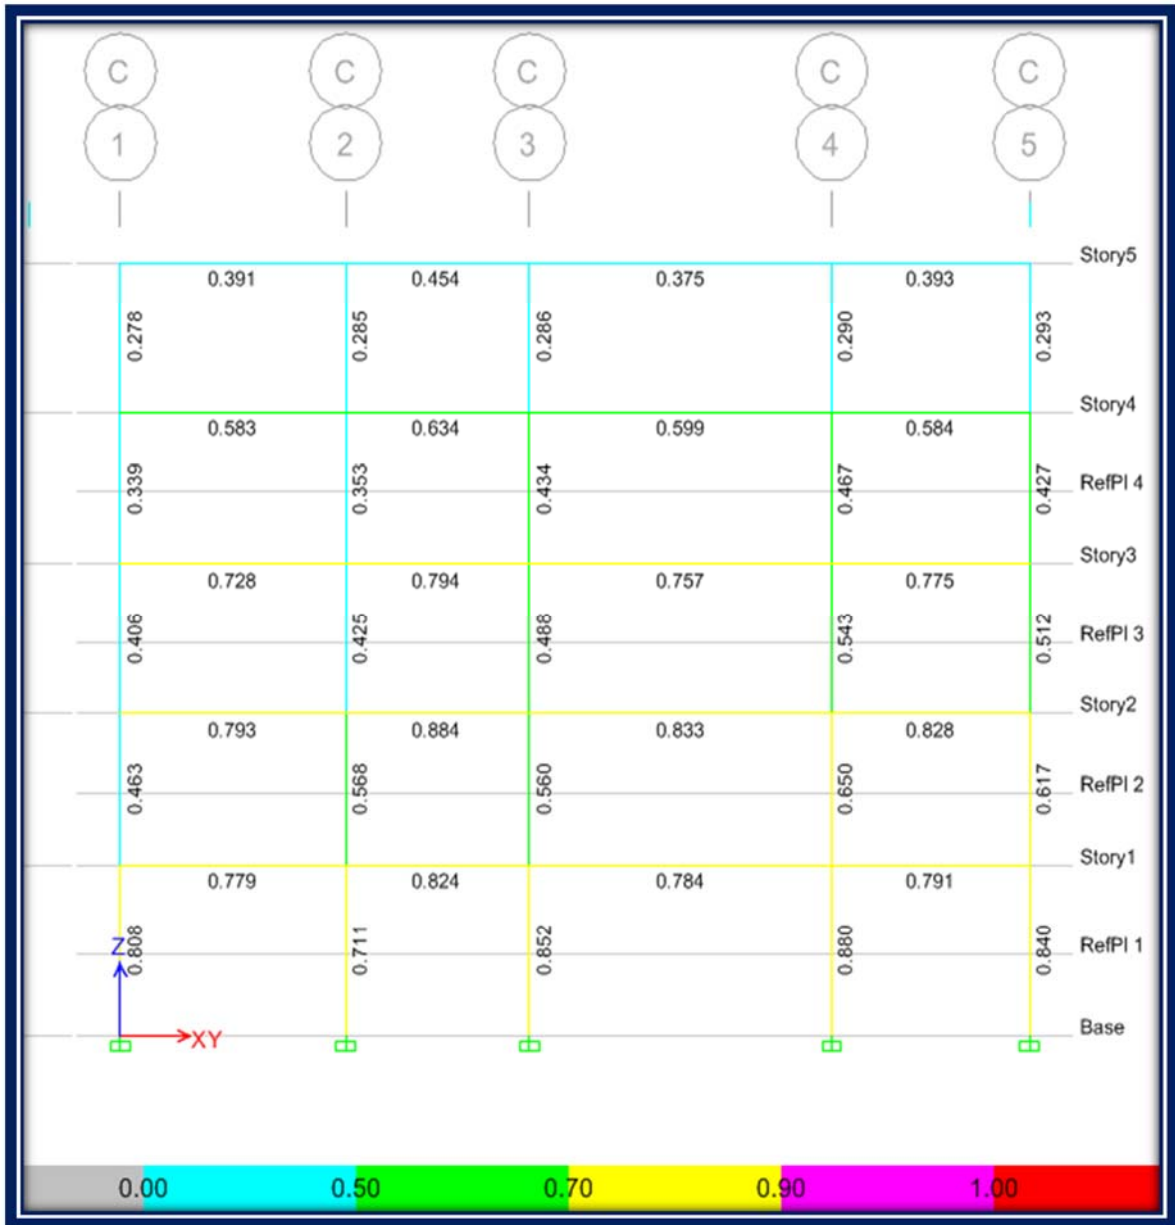 C C C C C
1 2 3 4 5
Story5
0.391 0.454 0.375 0.393
0.278 0.285 0.286 0.290 0.293
Story4
0.583 0.634 0.599 0.584
0.339 0.353 0.434 0.467 0.427 RefPl 4
Story3
0.728 0.794 0.757 0.775
0.406 0.425 0.488 0.543 0.512 RefPl 3
Story2
0.793 0.884 0.833 0.828
0.463 0.568 0.560 0.650 0.617 RefPl 2
Story1
0.779 0.824 0.784 0.791
0.808 0.711 0.852 0.880 0.840 RefPl 1
Z
Base
XY
0.00 0.50 0.70 0.90 1.00